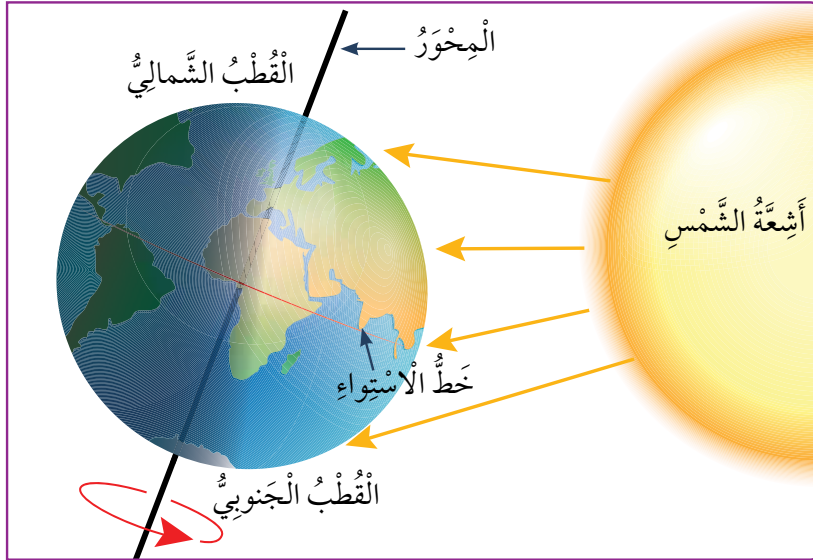 الْمِحْوَرُ
الْقُطْبُ الشَّمالِيُّ
أَشِعَّةُ الشَّمْسِ
خَطُّ الْاسْتِواءِ
الْقُطْبُ الْجَنوبِيُّ